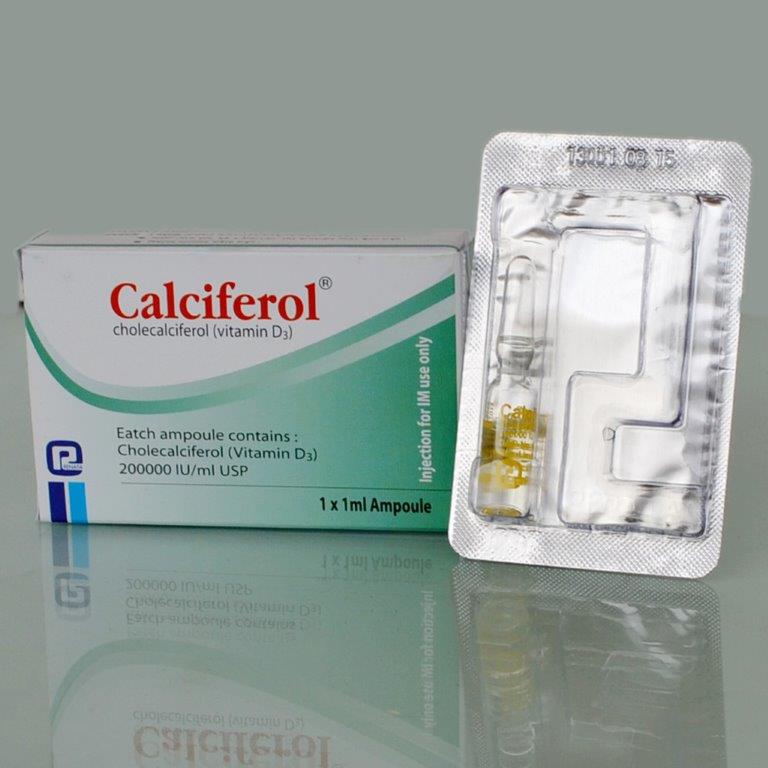 Calciferol®
cholecalciferol (vitamin D3)
Eatch ampoule contains :
Cholecalciferol (Vitamin D3)
200000 IU/ml USP
1 x 1ml Ampoule
Injection for IM use only
RENATA